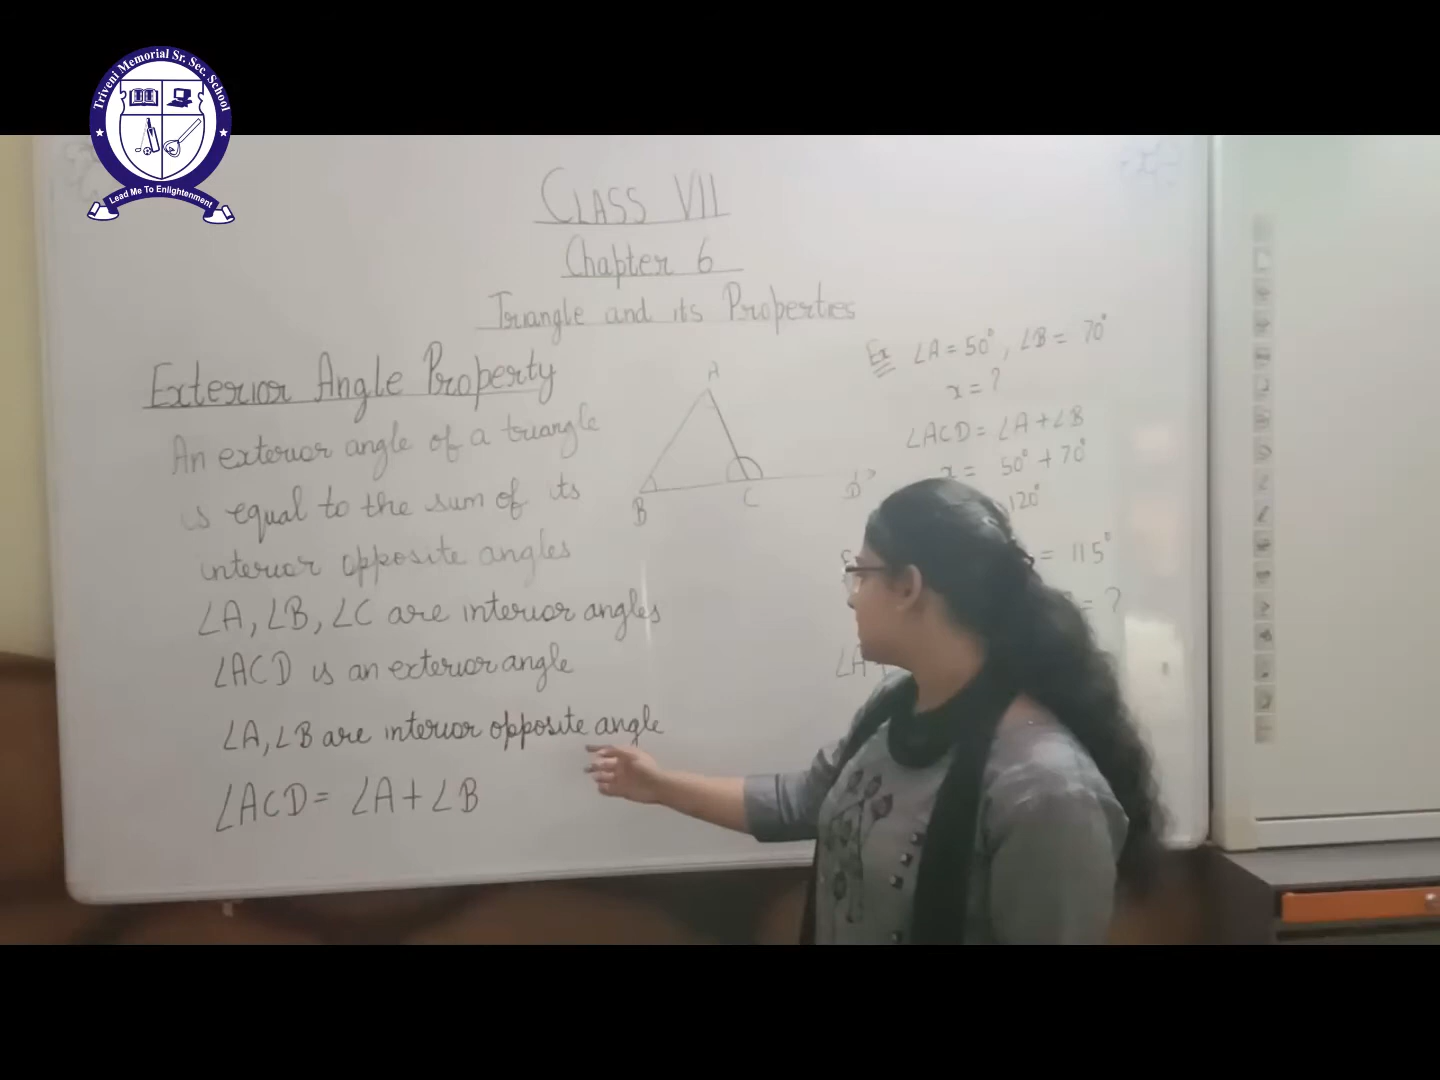 Triveni Memorial Sr. Sec. School
Lead Me To Enlightenment
CLASS VII
Chapter 6
Triangle and its Properties
Exterior Angle Property
An exterior angle of a triangle
is equal to the sum of its
interior opposite angles
∠A, ∠B, ∠C are interior angles
∠ACD is an exterior angle
∠A, ∠B are interior opposite angle
∠ACD = ∠A + ∠B
A
B
C
D
Ex ∠A = 50°, ∠B = 70°
x = ?
∠ACD = ∠A + ∠B
x = 50° + 70°
120°
= 115°
= ?
∠A +